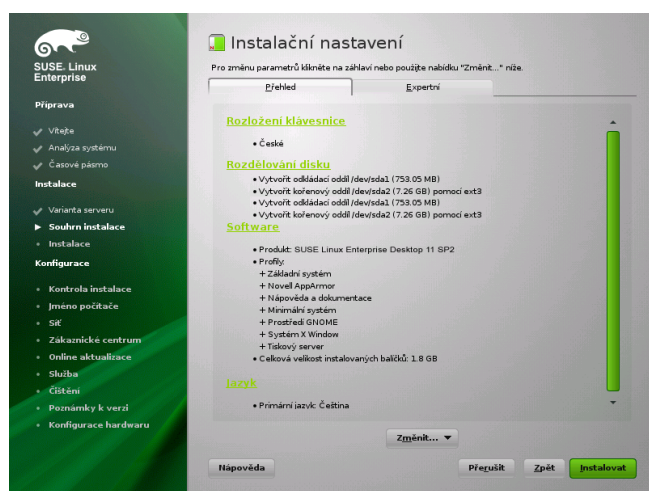 SUSE Linux
Enterprise
Příprava
Vítejte
Analýza systému
Časové pásmo
Instalace
Varianta serveru
Souhrn instalace
Instalace
Konfigurace
Kontrola instalace
Jméno počítače
Síť
Zákaznické centrum
Online aktualizace
Služba
Čištění
Poznámky k verzi
Konfigurace hardwaru
Instalační nastavení
Pro změnu parametrů klikněte na záhlaví nebo použijte nabídku "Změnit..." níže.
Přehled
Expertní
Rozložení klávesnice
• České
Rozdělování disku
• Vytvořit odkládací oddíl /dev/sda1 (753.05 MB)
• Vytvořit kořenový oddíl /dev/sda2 (7.26 GB) pomocí ext3
• Vytvořit odkládací oddíl /dev/sda1 (753.05 MB)
• Vytvořit kořenový oddíl /dev/sda2 (7.26 GB) pomocí ext3
Software
• Produkt: SUSE Linux Enterprise Desktop 11 SP2
• Profily:
+ Základní systém
+ Novell AppArmor
+ Nápověda a dokumentace
+ Minimální systém
+ Prostředí GNOME
+ Systém X Window
+ Tiskový server
• Celková velikost instalovaných balíčků: 1.8 GB
Jazyk
• Primární jazyk: Čeština
Změnit...
Nápověda
Přerušit
Zpět
Instalovat